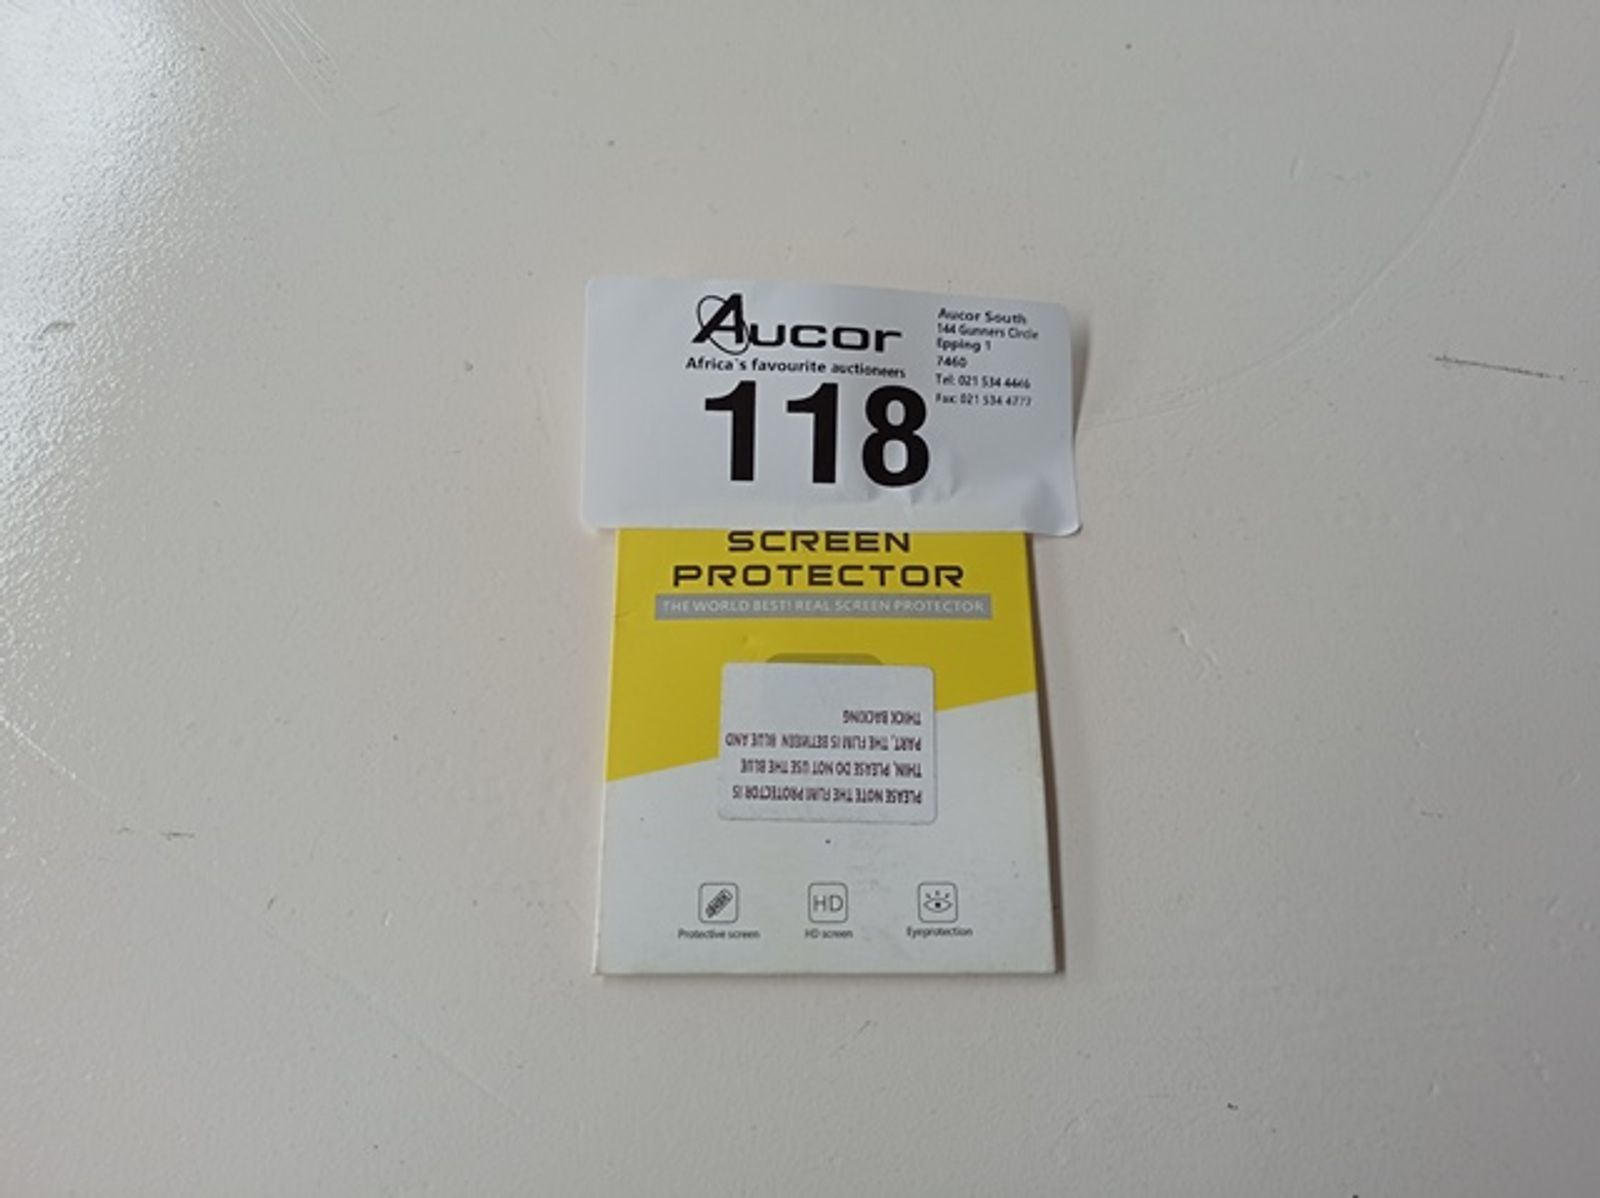 Aucor
Africa's favourite auctioneers
118
Aucor South
144 Gunners Circle
Epping 1
7460
Tel: 021 534 4446
Fax: 021 534 4777
SCREEN
PROTECTOR
THE WORLD BEST! REAL SCREEN PROTECTOR
PLEASE NOTE THE FLIM PROTECTOR IS
THIN, PLEASE DO NOT USE THE BLUE
PART, THE FLIM IS BETWEEN BLUE AND
THICK BACKING
HD
Protective screen
HD screen
Eyeprotection